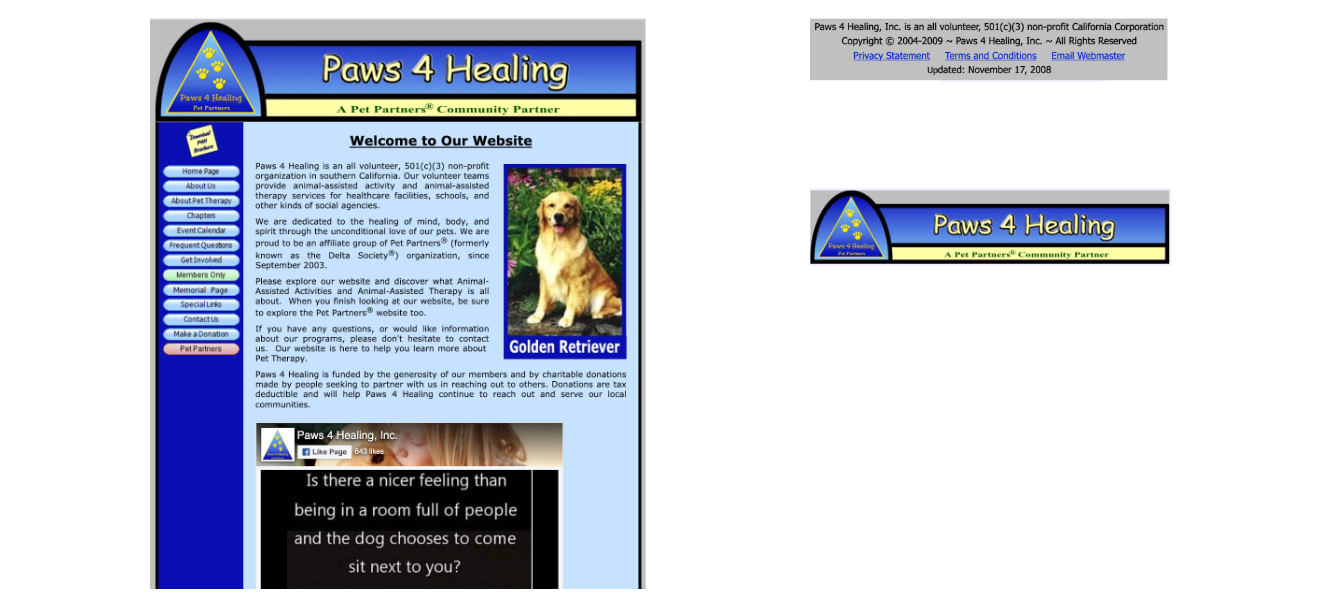 Paws 4 Healing
Paws 4 Healing
Pet Partners
A Pet Partners® Community Partner
Download
PAH
Brochure
Home Page
About Us
About Pet Therapy
Chapters
Event Calendar
Frequent Questions
Get Involved
Members Only
Memorial Page
Special Links
Contact Us
Make a Donation
Pet Partners
Welcome to Our Website
Paws 4 Healing is an all volunteer, 501(c)(3) non-profit
organization in southern California. Our volunteer teams
provide animal-assisted activity and animal-assisted
therapy services for healthcare facilities, schools, and
other kinds of social agencies.
We are dedicated to the healing of mind, body, and
spirit through the unconditional love of our pets. We are
proud to be an affiliate group of Pet Partners® (formerly
known as the Delta Society®) organization, since
September 2003.
Please explore our website and discover what Animal-
Assisted Activities and Animal-Assisted Therapy is all
about. When you finish looking at our website, be sure
to explore the Pet Partners® website too.
If you have any questions, or would like information
about our programs, please don't hesitate to contact
us. Our website is here to help you learn more about
Pet Therapy.
Golden Retriever
Paws 4 Healing is funded by the generosity of our members and by charitable donations
made by people seeking to partner with us in reaching out to others. Donations are tax
deductible and will help Paws 4 Healing continue to reach out and serve our local
communities.
Paws 4 Healing, Inc.
Like Page
643 likes
Is there a nicer feeling than
being in a room full of people
and the dog chooses to come
sit next to you?
Paws 4 Healing, Inc. is an all volunteer, 501(c)(3) non-profit California Corporation
Copyright © 2004-2009 ~ Paws 4 Healing, Inc. ~ All Rights Reserved
Privacy Statement Terms and Conditions Email Webmaster
Updated: November 17, 2008
Paws 4 Healing
Paws 4 Healing
Pet Partners
A Pet Partners® Community Partner